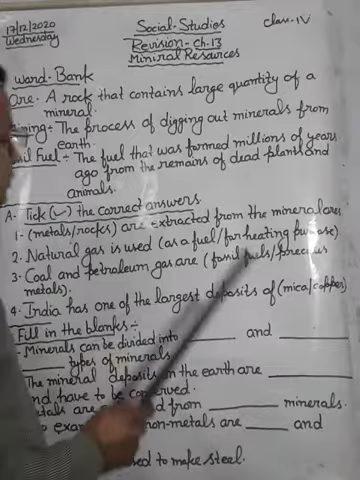 17/12/2020
Wednesday
Social-Studies
Class-IV
Revision-Ch.13
Miniral Resources
Word-Bank
Ore- A rock that contains large quantity of a
mineral.
÷ The process of digging out minerals from
earth.
Fuel ÷ The fuel that was formed millions of years
ago from the remains of dead plants and
animals.
A. Tick (✓) the correct answers.
1- (metals/rocks) are extracted from the mineral ores
2. Natural gas is used (as a fuel/for heating purpose)
3. Coal and petroleum gas are (fossil fuels/precious
metals).
4. India has one of the largest deposits of (mica/copper)
Fill in the blanks ÷
Minerals can be divided into ______ and ______
______ types of minerals
The mineral deposits in the earth are ______
and have to be conserved.
are from ______ minerals.
non-metals are ____ and
used to make steel.